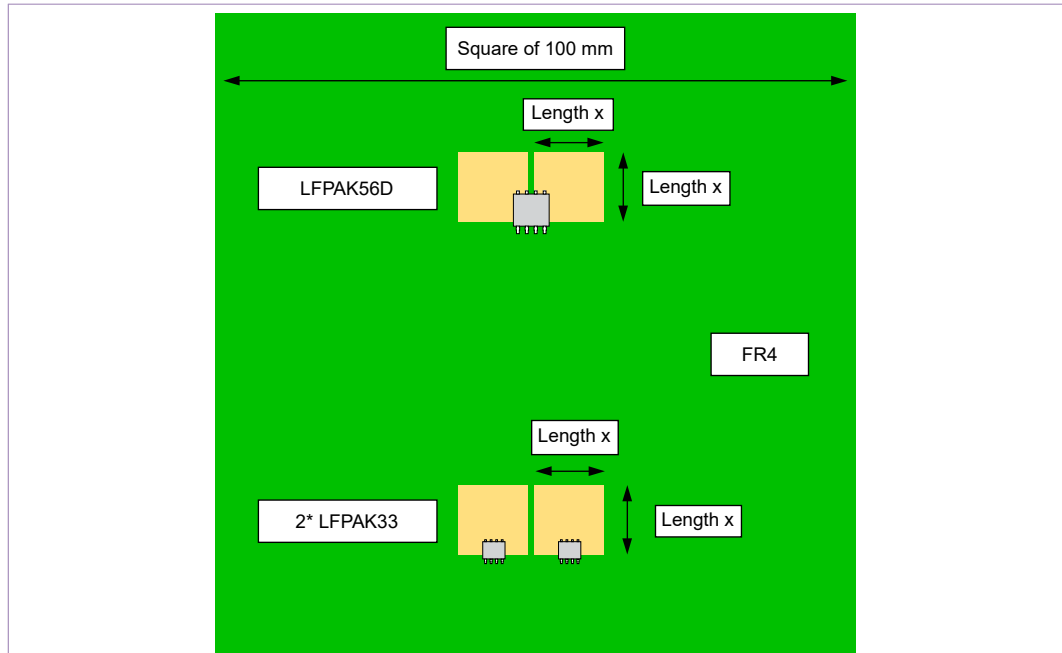 Square of 100 mm
Length x
LFPAK56D
Length x
FR4
Length x
2* LFPAK33
Length x